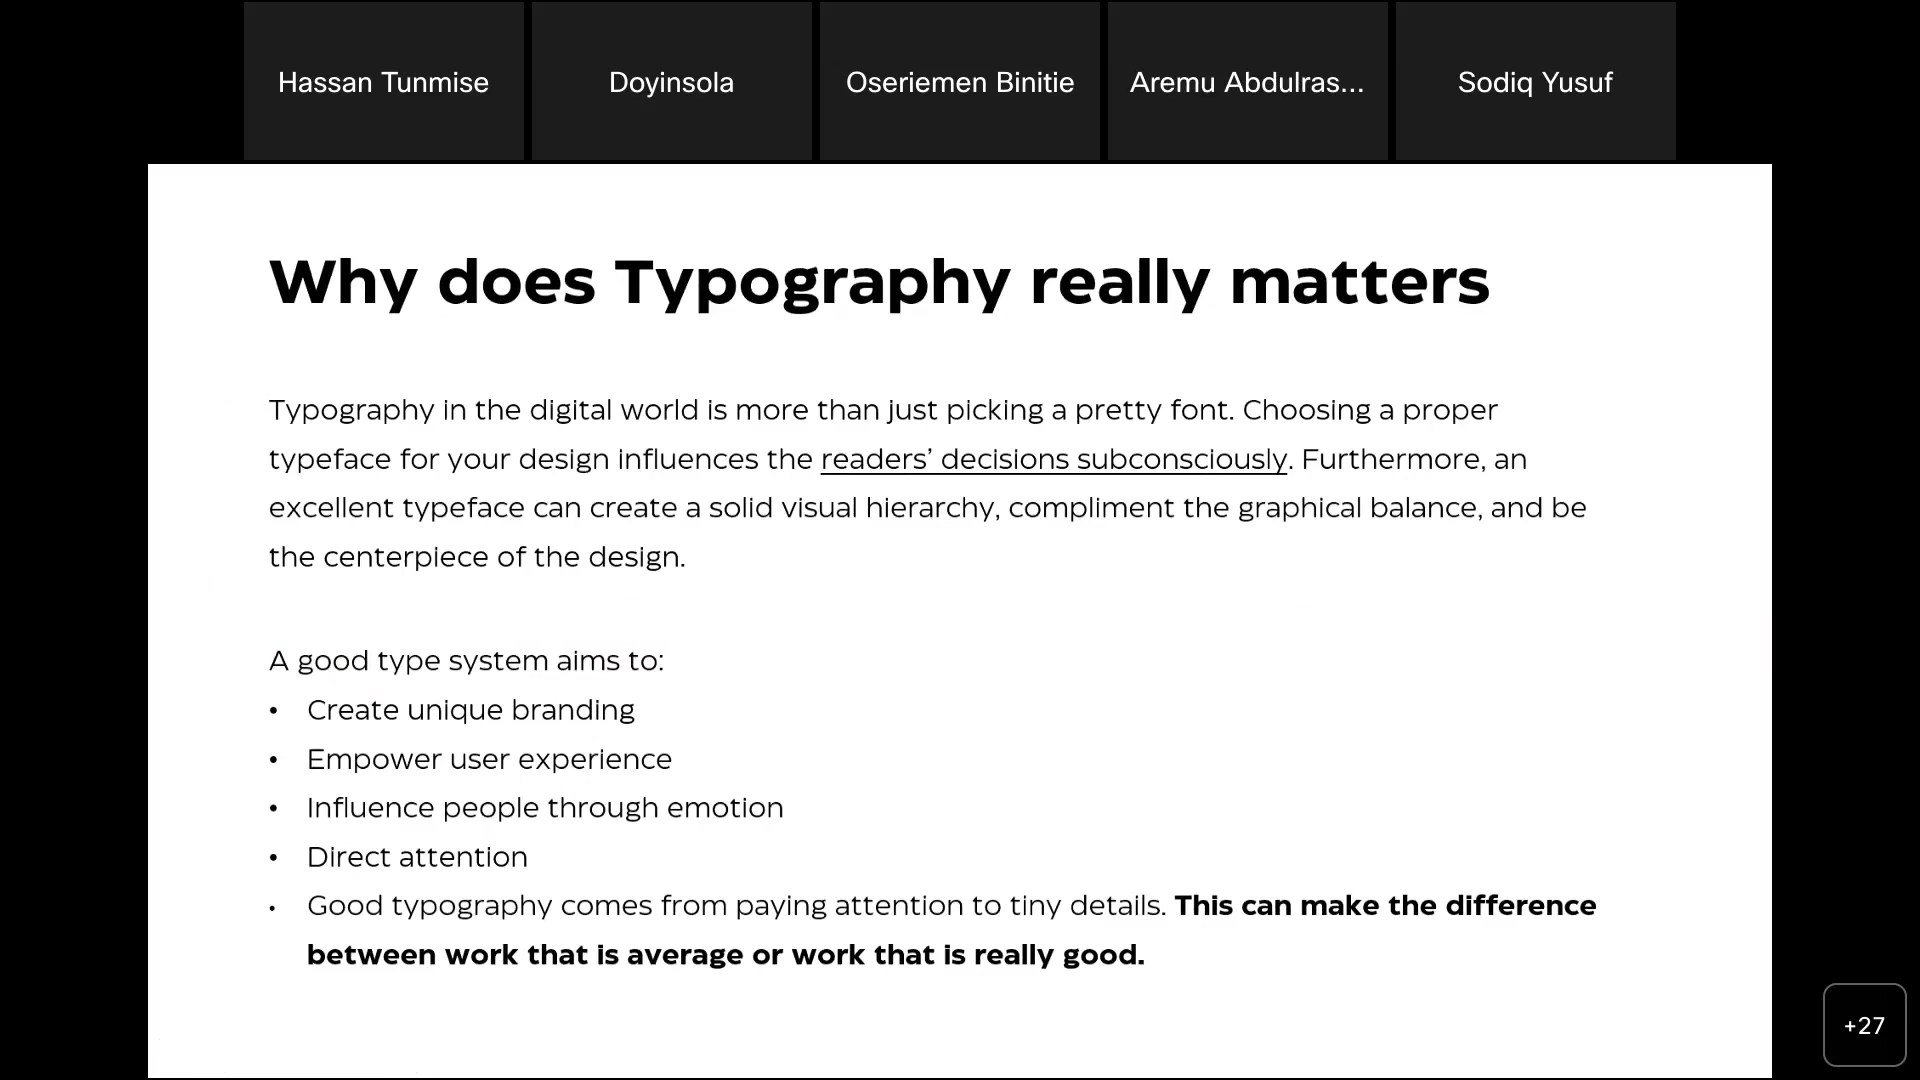 Hassan Tunmise
Doyinsola
Oseriemen Binitie
Aremu Abdulras...
Sodiq Yusuf
Why does Typography really matters
Typography in the digital world is more than just picking a pretty font. Choosing a proper
typeface for your design influences the readers’ decisions subconsciously. Furthermore, an
excellent typeface can create a solid visual hierarchy, compliment the graphical balance, and be
the centerpiece of the design.
A good type system aims to:
• Create unique branding
• Empower user experience
• Influence people through emotion
• Direct attention
• Good typography comes from paying attention to tiny details. This can make the difference
between work that is average or work that is really good.
+27